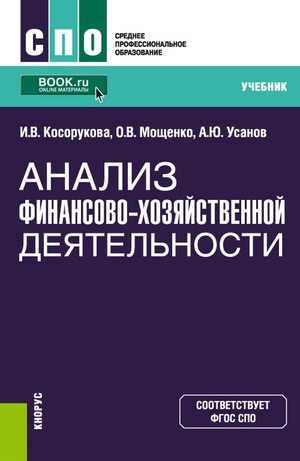 СПО
СРЕДНЕЕ
ПРОФЕССИОНАЛЬНОЕ
ОБРАЗОВАНИЕ
BOOK.ru
ONLINE МАТЕРИАЛЫ
УЧЕБНИК
И.В. Косорукова, О.В. Мощенко, А.Ю. Усанов
АНАЛИЗ
ФИНАНСОВО-ХОЗЯЙСТВЕННОЙ
ДЕЯТЕЛЬНОСТИ
КНОРУС
СООТВЕТСТВУЕТ
ФГОС СПО